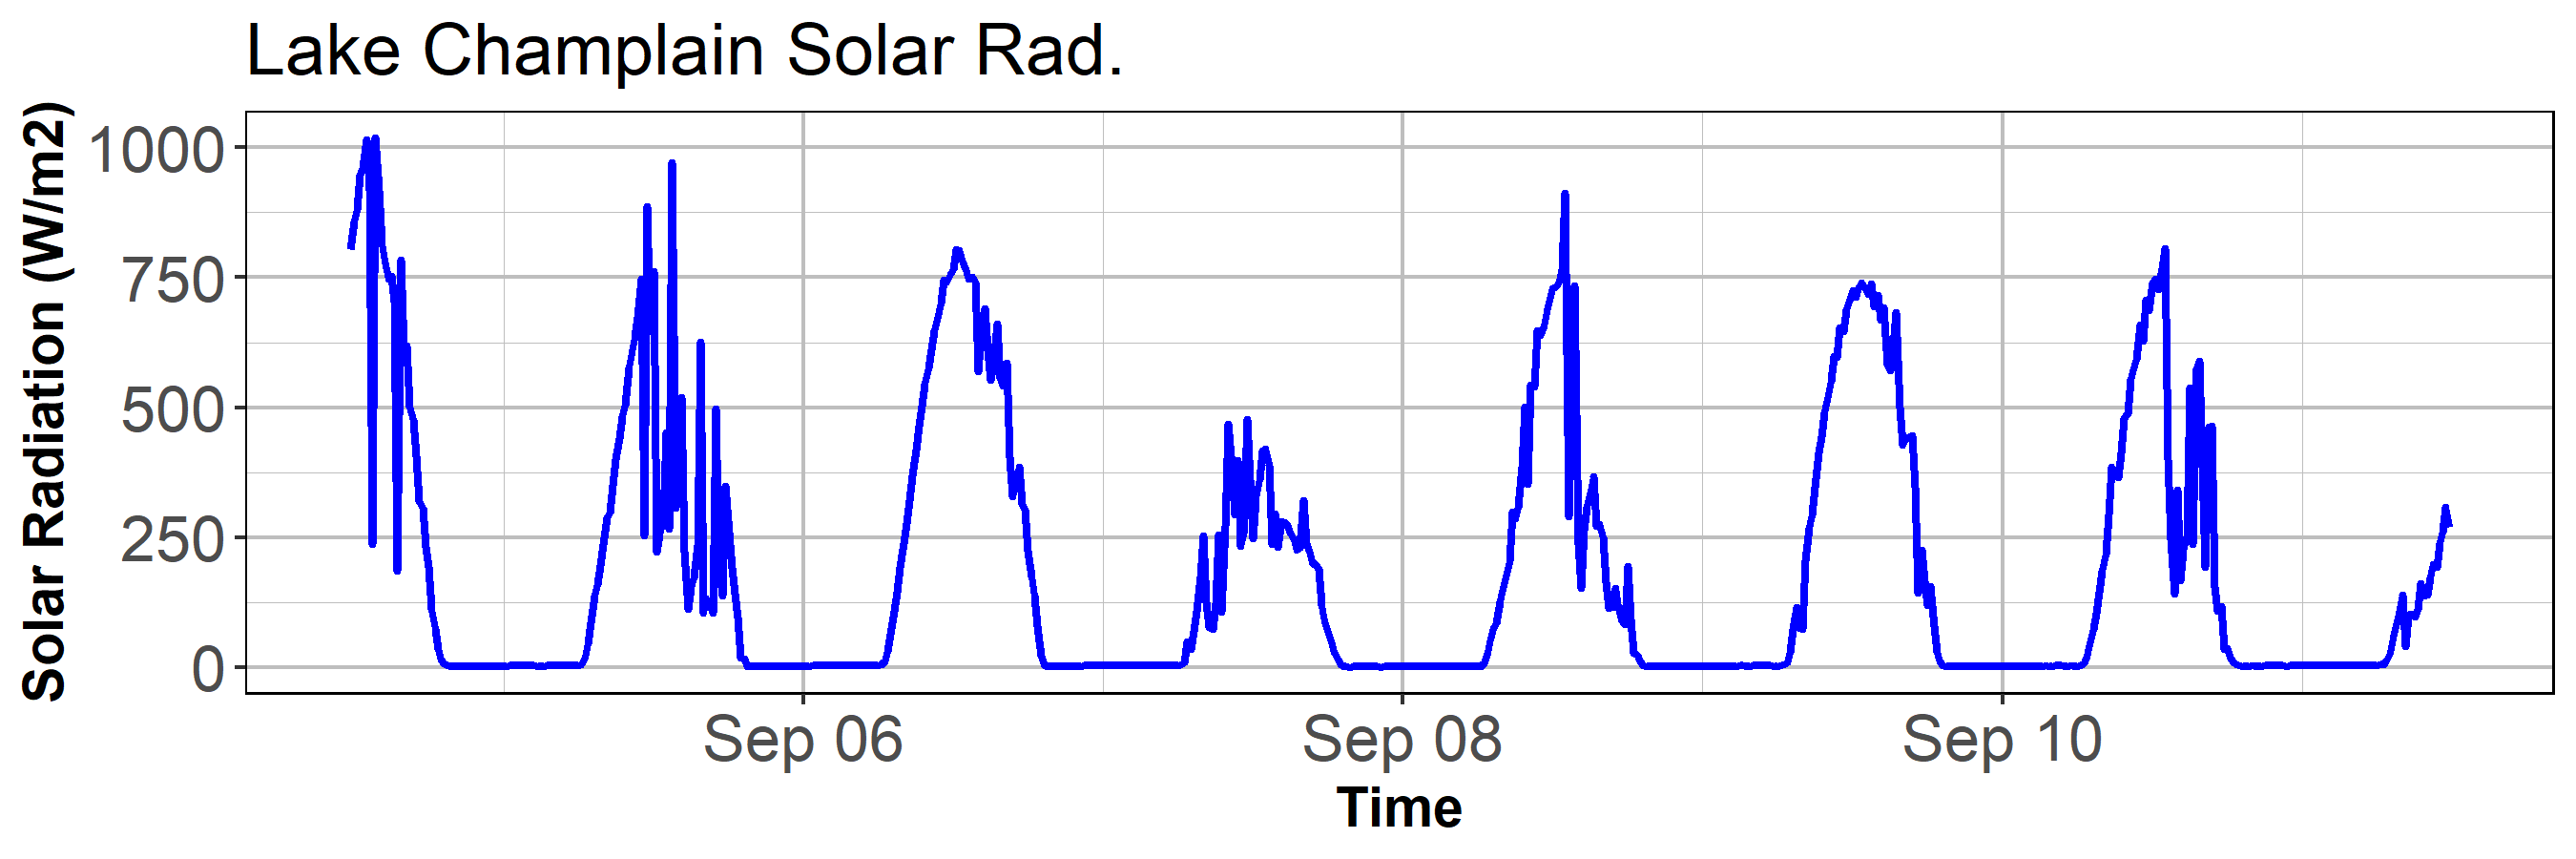 Lake Champlain Solar Rad.
Solar Radiation (W/m2)
1000
750
500
250
0
Sep 06 Sep 08 Sep 10
Time